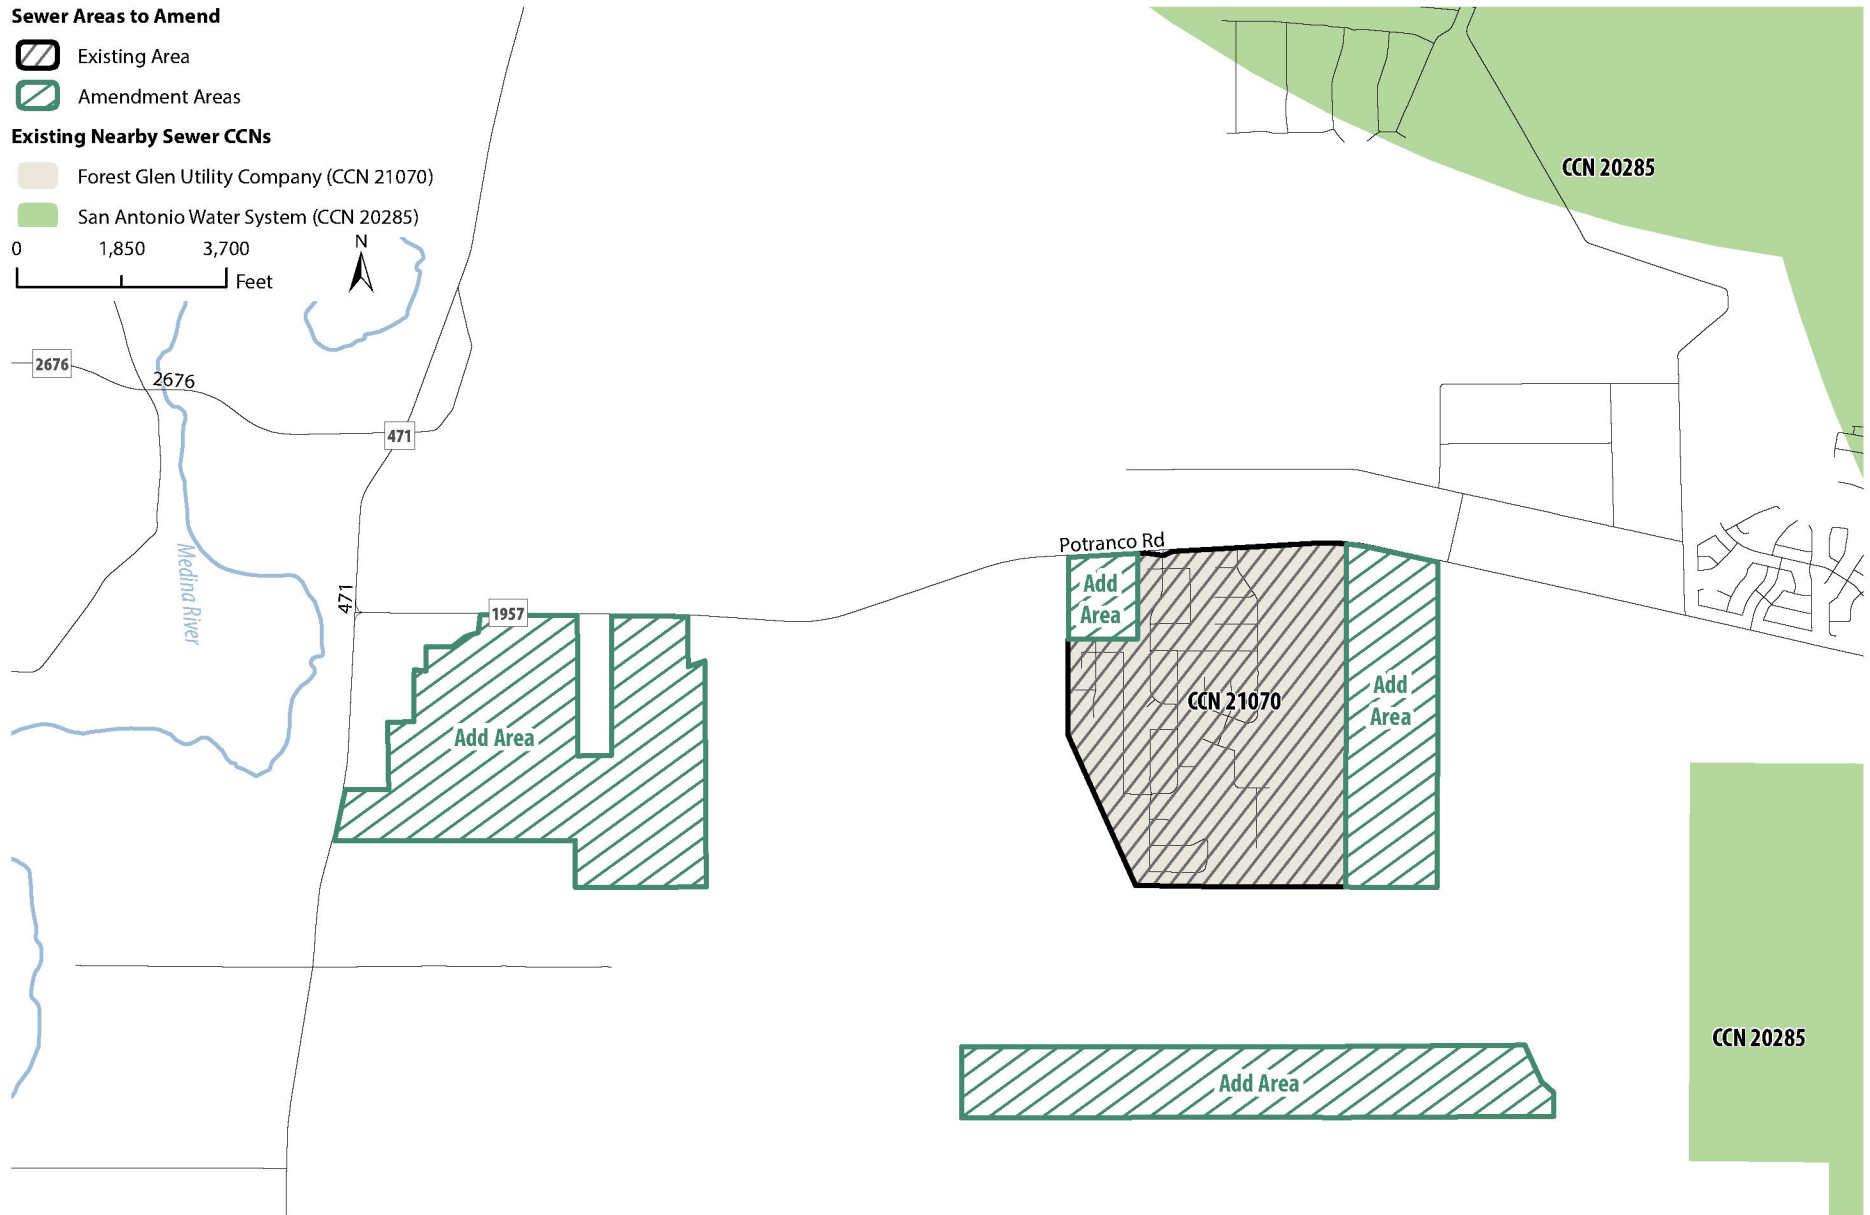 Sewer Areas to Amend
Existing Area
Amendment Areas
Existing Nearby Sewer CCNs
Forest Glen Utility Company (CCN 21070)
San Antonio Water System (CCN 20285)
0 1,850 3,700
Feet
N
CCN 20285
2676
2676
471
Medina River
471
1957
Potranco Rd
Add
Area
CCN 21070
Add
Area
Add Area
CCN 20285
Add Area